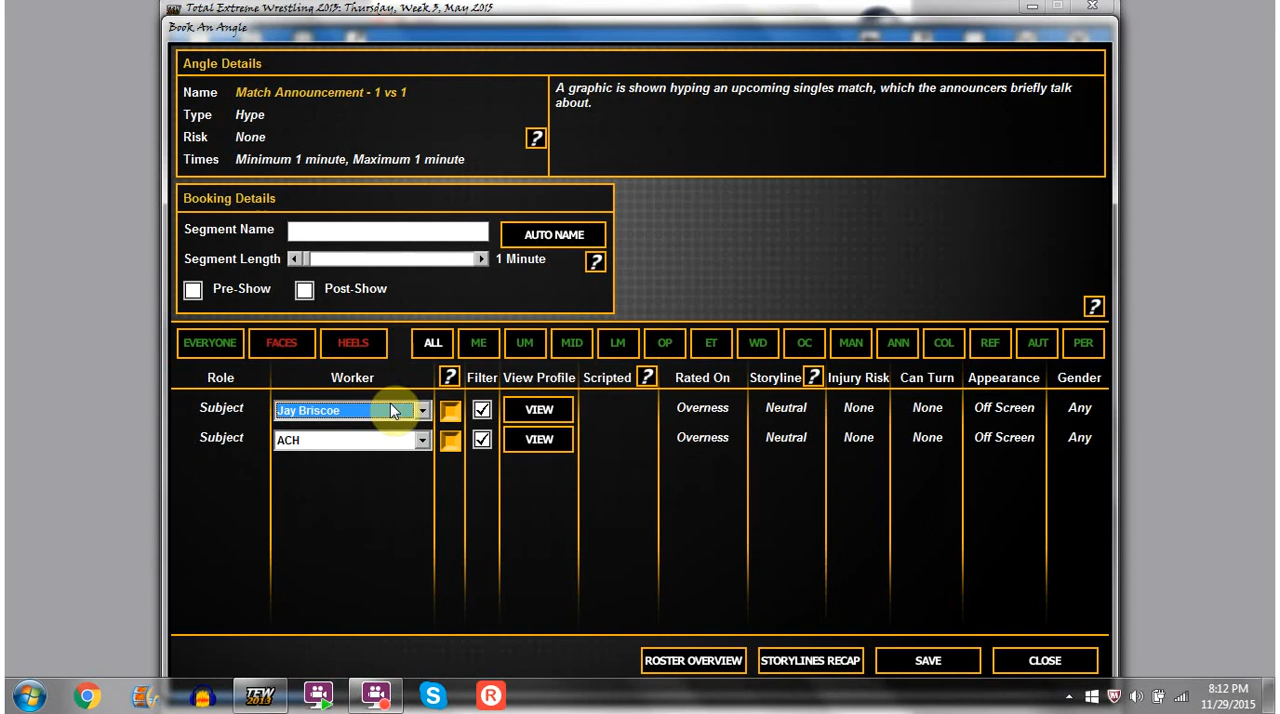 Total Extreme Wrestling 2013: Thursday, Week 3, May 2015
Book An Angle
Angle Details
Name Match Announcement - 1 vs 1
Type Hype
Risk None
Times Minimum 1 minute, Maximum 1 minute
?
A graphic is shown hyping an upcoming singles match, which the announcers briefly talk
about.
Booking Details
Segment Name AUTO NAME
Segment Length 1 Minute ?
Pre-Show Post-Show
?
EVERYONE FACES HEELS ALL ME UM MID LM OP ET WD OC MAN ANN COL REF AUT PER
Role Worker ? Filter View Profile Scripted ? Rated On Storyline ? Injury Risk Can Turn Appearance Gender
Subject Jay Briscoe VIEW Overness Neutral None None Off Screen Any
Subject ACH VIEW Overness Neutral None None Off Screen Any
ROSTER OVERVIEW STORYLINES RECAP SAVE CLOSE
TEW 2013
S
R
8:12 PM
11/29/2015